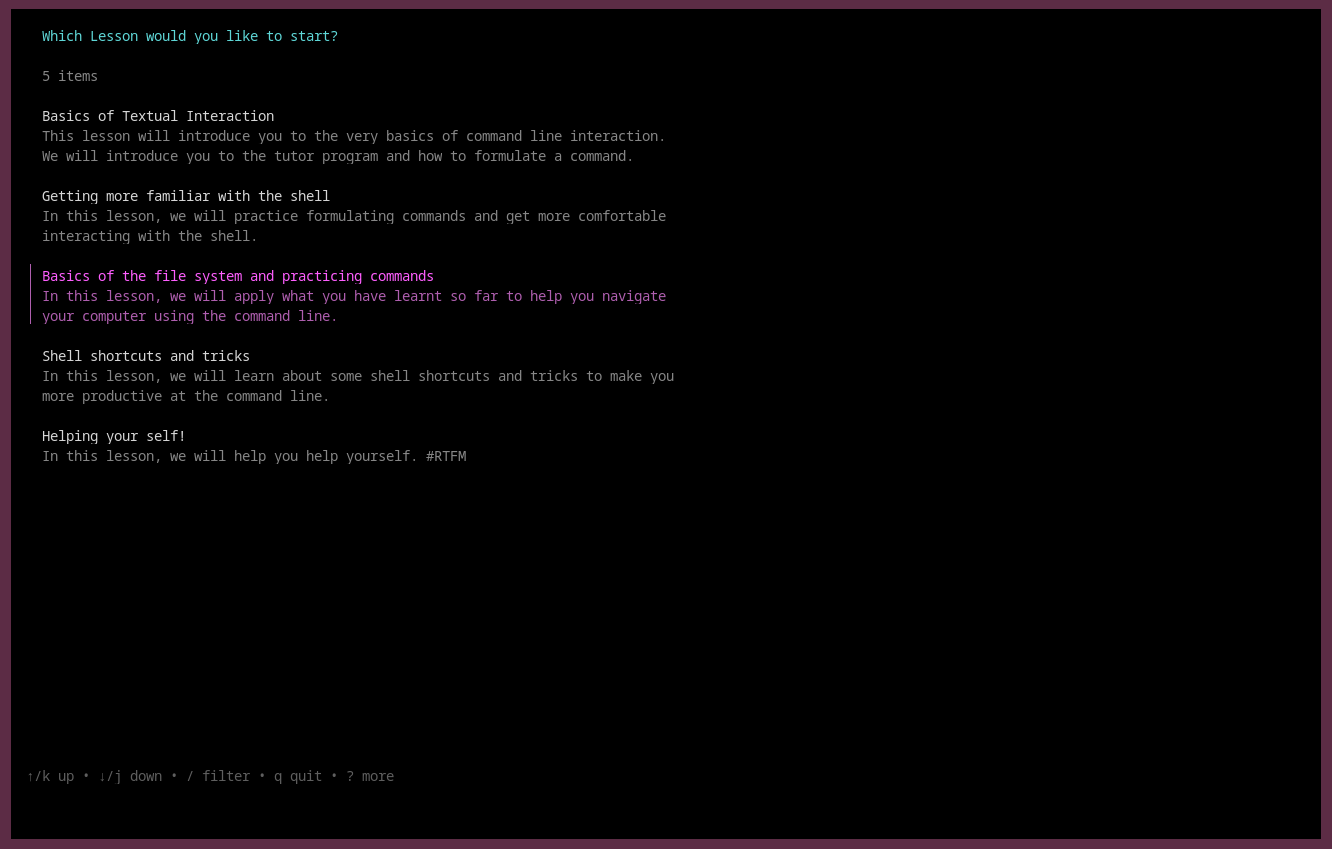 Which Lesson would you like to start?
5 items
Basics of Textual Interaction
This lesson will introduce you to the very basics of command line interaction.
We will introduce you to the tutor program and how to formulate a command.
Getting more familiar with the shell
In this lesson, we will practice formulating commands and get more comfortable
interacting with the shell.
Basics of the file system and practicing commands
In this lesson, we will apply what you have learnt so far to help you navigate
your computer using the command line.
Shell shortcuts and tricks
In this lesson, we will learn about some shell shortcuts and tricks to make you
more productive at the command line.
Helping your self!
In this lesson, we will help you help yourself. #RTFM
↑/k up • ↓/j down • / filter • q quit • ? more